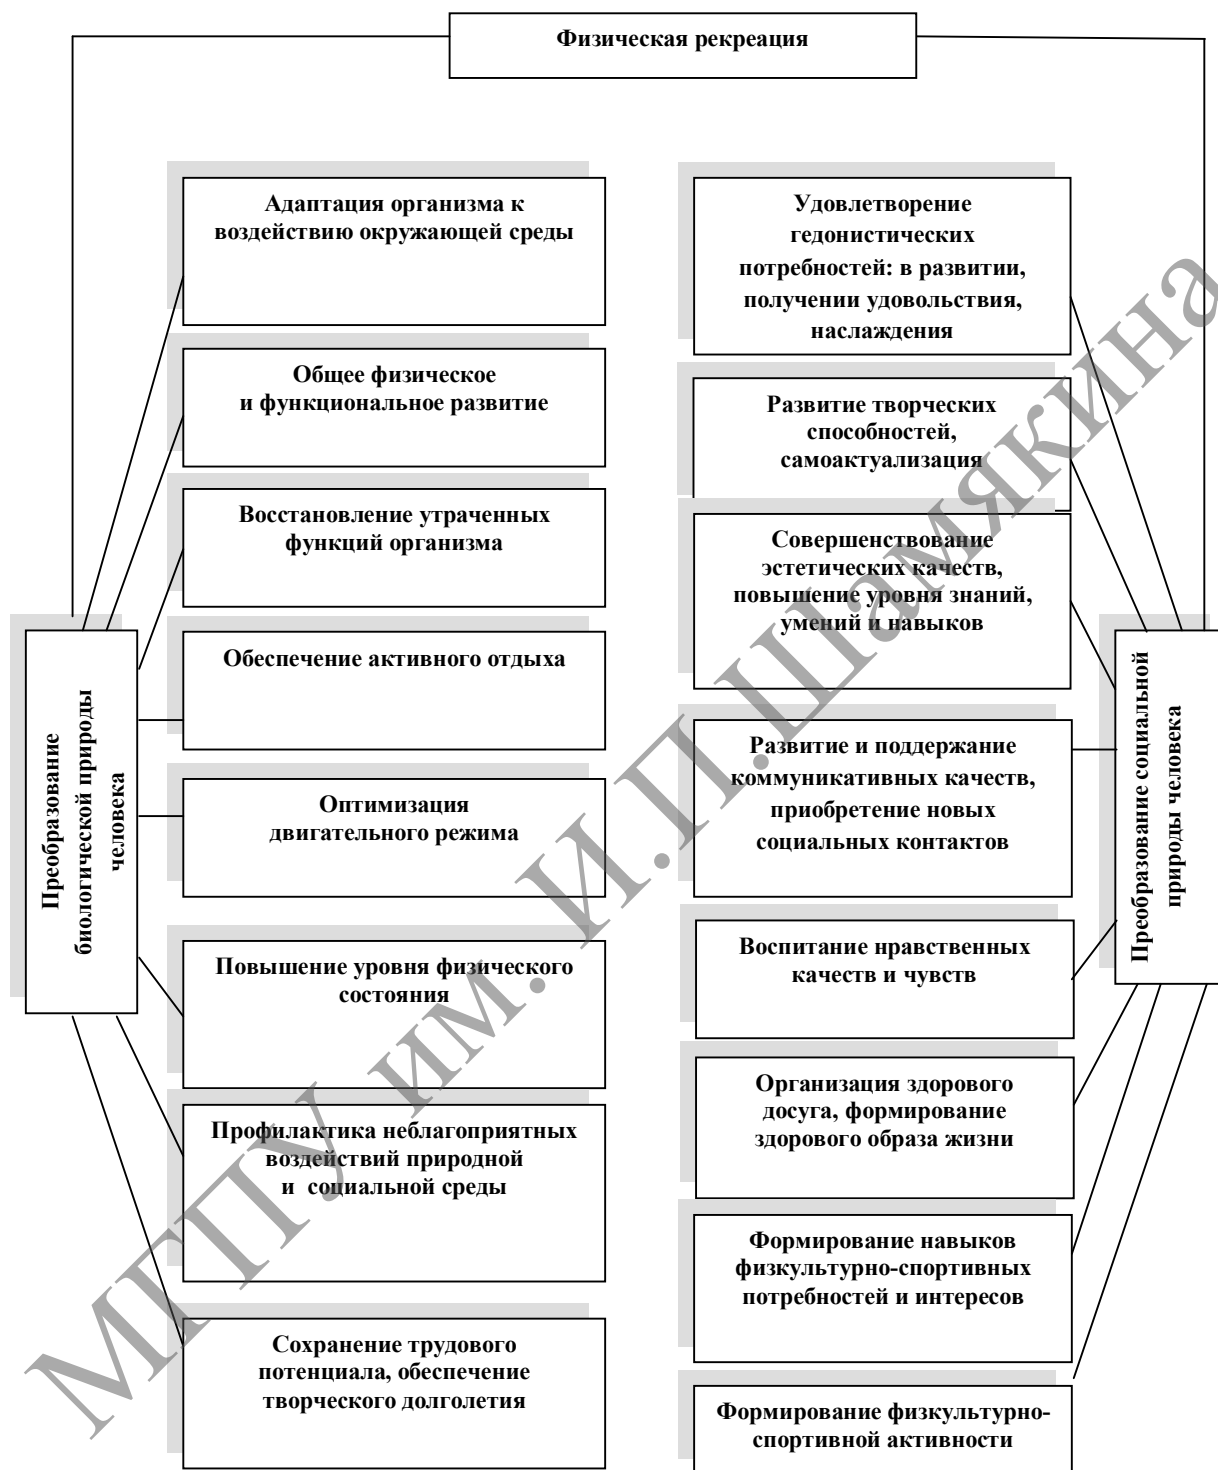 Физическая рекреация
Преобразование
биологической природы
человека
Адаптация организма к
воздействию окружающей среды
Общее физическое
и функциональное развитие
Восстановление утраченных
функций организма
Обеспечение активного отдыха
Оптимизация
двигательного режима
Повышение уровня физического
состояния
Профилактика неблагоприятных
воздействий природной
и социальной среды
Сохранение трудового
потенциала, обеспечение
творческого долголетия
Удовлетворение
гедонистических
потребностей: в развитии,
получении удовольствия,
наслаждения
Развитие творческих
способностей,
самоактуализация
Совершенствование
эстетических качеств,
повышение уровня знаний,
умений и навыков
Развитие и поддержание
коммуникативных качеств,
приобретение новых
социальных контактов
Воспитание нравственных
качеств и чувств
Организация здорового
досуга, формирование
здорового образа жизни
Формирование навыков
физкультурно-спортивных
потребностей и интересов
Формирование физкультурно-
спортивной активности
Преобразование социальной
природы человека
МГПУ им. И.П.Шамякина